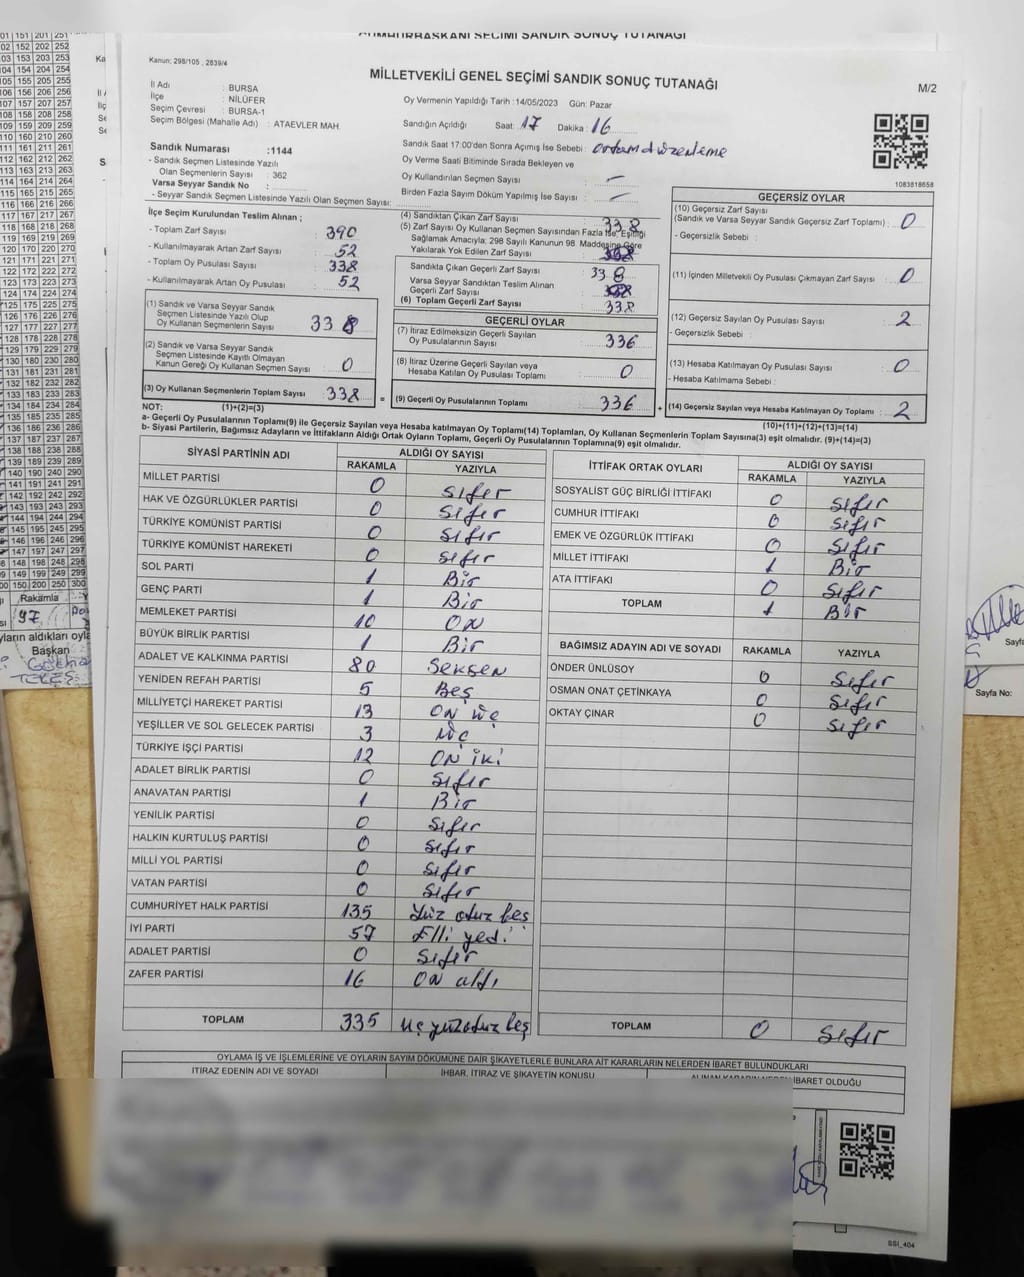 CUMHURBAŞKANI SEÇİMİ SANDIK SONUÇ TUTANAĞI
Kanun: 298/105 , 2839/4
MİLLETVEKİLİ GENEL SEÇİMİ SANDIK SONUÇ TUTANAĞI
M/2
İl Adı : BURSA
İlçe : NİLÜFER
Seçim Çevresi : BURSA-1
Seçim Bölgesi (Mahalle Adı) : ATAEVLER MAH.
Oy Vermenin Yapıldığı Tarih :14/05/2023 Gün: Pazar
Sandığın Açıldığı Saat: 17 Dakika : 16
Sandık Saat 17:00'den Sonra Açımış İse Sebebi : ortam düzenleme
Oy Verme Saati Bitiminde Sırada Bekleyen ve
Oy Kullandırılan Seçmen Sayısı : —
Birden Fazla Sayım Döküm Yapılmış İse Sayısı : —
1083818658
Sandık Numarası :1144
- Sandık Seçmen Listesinde Yazılı
Olan Seçmenlerin Sayısı : 362
Varsa Seyyar Sandık No :
- Seyyar Sandık Seçmen Listesinde Yazılı Olan Seçmen Sayısı:
İlçe Seçim Kurulundan Teslim Alınan ;
- Toplam Zarf Sayısı : 390
- Kullanılmayarak Artan Zarf Sayısı : 52
- Toplam Oy Pusulası Sayısı : 338
- Kullanılmayarak Artan Oy Pusulası : 52
(1) Sandık ve Varsa Seyyar Sandık
Seçmen Listesinde Yazılı Olup
Oy Kullanan Seçmenlerin Sayısı : 338
(2) Sandık ve Varsa Seyyar Sandık
Seçmen Listesinde Kayıtlı Olmayan
Kanun Gereği Oy Kullanan Seçmen Sayısı : 0
(3) Oy Kullanan Seçmenlerin Toplam Sayısı : 338
(4) Sandıktan Çıkan Zarf Sayısı : 338
(5) Zarf Sayısı Oy Kullanan Seçmen Sayısından Fazla İse, Eşitliği
Sağlamak Amacıyla; 298 Sayılı Kanunun 98 Maddesine Göre
Yakılarak Yok Edilen Zarf Sayısı :
Sandıkta Çıkan Geçerli Zarf Sayısı 338
Varsa Seyyar Sandıktan Teslim Alınan
Geçerli Zarf Sayısı :
(6) Toplam Geçerli Zarf Sayısı : 338
GEÇERLİ OYLAR
(7) İtiraz Edilmeksizin Geçerli Sayılan
Oy Pusulalarının Sayısı : 336
(8) İtiraz Üzerine Geçerli Sayılan veya
Hesaba Katılan Oy Pusulası Toplamı : 0
= (9) Geçerli Oy Pusulalarının Toplamı : 336
GEÇERSİZ OYLAR
(10) Geçersiz Zarf Sayısı
(Sandık ve Varsa Seyyar Sandık Geçersiz Zarf Toplamı) : 0
- Geçersizlik Sebebi :
(11) İçinden Milletvekili Oy Pusulası Çıkmayan Zarf Sayısı : 0
(12) Geçersiz Sayılan Oy Pusulası Sayısı : 2
- Geçersizlik Sebebi :
(13) Hesaba Katılmayan Oy Pusulası Sayısı : 0
- Hesaba Katılmama Sebebi :
+ (14) Geçersiz Sayılan veya Hesaba Katılmayan Oy Toplamı : 2
NOT: (1)+(2)=(3)
(10)+(11)+(12)+(13)=(14)
a- Geçerli Oy Pusulalarının Toplamı(9) ile Geçersiz Sayılan veya Hesaba katılmayan Oy Toplamı(14) Toplamları, Oy Kullanan Seçmenlerin Toplam Sayısına(3) eşit olmalıdır. (9)+(14)=(3)
b- Siyasi Partilerin, Bağımsız Adayların ve İttifakların Aldığı Ortak Oyların Toplamı, Geçerli Oy Pusulalarının Toplamına(9) eşit olmalıdır.
SİYASİ PARTİNİN ADI ALDIĞI OY SAYISI
RAKAMLA YAZIYLA
MİLLET PARTİSİ 0 sıfır
HAK VE ÖZGÜRLÜKLER PARTİSİ 0 sıfır
TÜRKİYE KOMÜNİST PARTİSİ 0 sıfır
TÜRKİYE KOMÜNİST HAREKETİ 0 sıfır
SOL PARTİ 1 Bir
GENÇ PARTİ 1 Bir
MEMLEKET PARTİSİ 10 ON
BÜYÜK BİRLİK PARTİSİ 1 Bir
ADALET VE KALKINMA PARTİSİ 80 Seksen
YENİDEN REFAH PARTİSİ 5 Beş
MİLLİYETÇİ HAREKET PARTİSİ 13 ON üç
YEŞİLLER VE SOL GELECEK PARTİSİ 3 üç
TÜRKİYE İŞÇİ PARTİSİ 12 ON iki
ADALET BİRLİK PARTİSİ 0 sıfır
ANAVATAN PARTİSİ 1 Bir
YENİLİK PARTİSİ 0 sıfır
HALKIN KURTULUŞ PARTİSİ 0 sıfır
MİLLİ YOL PARTİSİ 0 sıfır
VATAN PARTİSİ 0 sıfır
CUMHURİYET HALK PARTİSİ 135 Yüz otuz beş
İYİ PARTİ 57 Elli yedi
ADALET PARTİSİ 0 sıfır
ZAFER PARTİSİ 16 ON altı
TOPLAM 335 üç yüz otuz beş
İTTİFAK ORTAK OYLARI ALDIĞI OY SAYISI
RAKAMLA YAZIYLA
SOSYALİST GÜÇ BİRLİĞİ İTTİFAKI 0 sıfır
CUMHUR İTTİFAKI 0 sıfır
EMEK VE ÖZGÜRLÜK İTTİFAKI 0 sıfır
MİLLET İTTİFAKI 1 Bir
ATA İTTİFAKI 0 sıfır
TOPLAM 1 Bir
BAĞIMSIZ ADAYIN ADI VE SOYADI RAKAMLA YAZIYLA
ÖNDER ÜNLÜSOY 0 sıfır
OSMAN ONAT ÇETİNKAYA 0 sıfır
OKTAY ÇINAR 0 sıfır
TOPLAM 0 sıfır
OYLAMA İŞ VE İŞLEMLERİNE VE OYLARIN SAYIM DÖKÜMÜNE DAİR ŞİKAYETLERLE BUNLARA AİT KARARLARIN NELERDEN İBARET BULUNDUKLARI
İTİRAZ EDENİN ADI VE SOYADI İHBAR, İTİRAZ VE ŞİKAYETİN KONUSU İBARET OLDUĞU
SSİ_404
Rakamla
97
Başkan
Sayfa No: